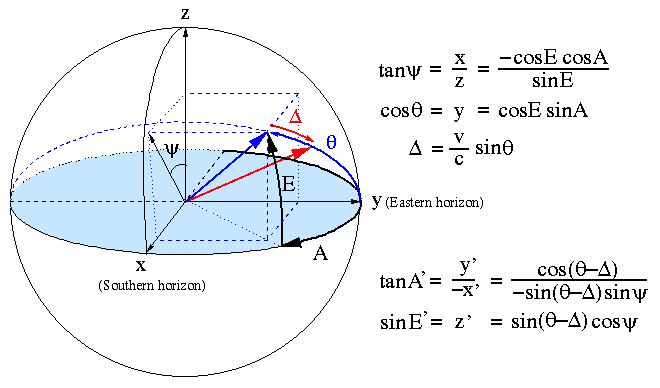 z
tanψ = x/z = -cosE cosA/sinE
cosθ = y = cosE sinA
Δ = v/c sinθ
Δ
θ
ψ
E
y (Eastern horizon)
A
x
(Southern horizon)
tanA' = y'/-x' = cos(θ-Δ)/-sin(θ-Δ)sinψ
sinE' = z' = sin(θ-Δ)cosψ